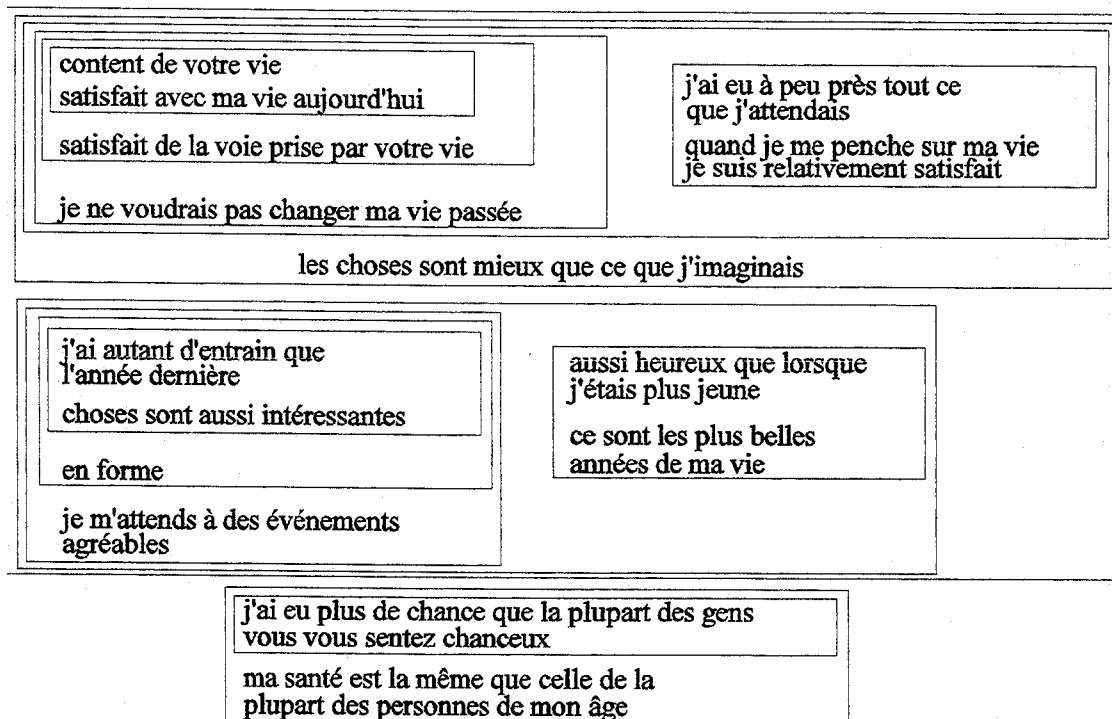 content de votre vie
satisfait avec ma vie aujourd'hui
satisfait de la voie prise par votre vie
je ne voudrais pas changer ma vie passée
j'ai eu à peu près tout ce
que j'attendais
quand je me penche sur ma vie
je suis relativement satisfait
les choses sont mieux que ce que j'imaginais
j'ai autant d'entrain que
l'année dernière
choses sont aussi intéressantes
en forme
je m'attends à des événements
agréables
aussi heureux que lorsque
j'étais plus jeune
ce sont les plus belles
années de ma vie
j'ai eu plus de chance que la plupart des gens
vous vous sentez chanceux
ma santé est la même que celle de la
plupart des personnes de mon âge